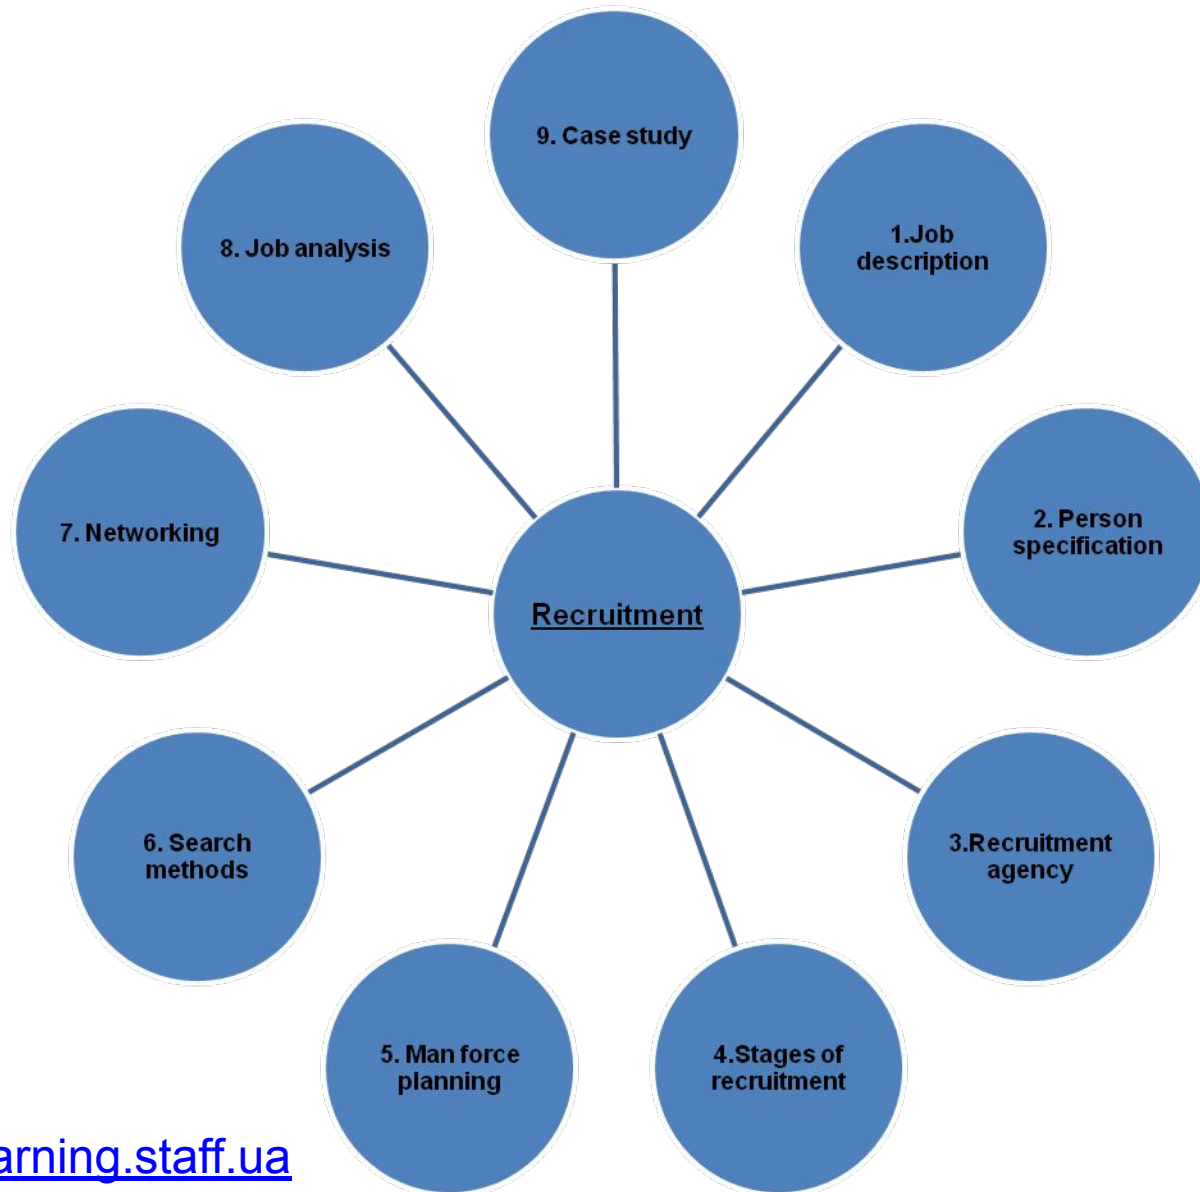 9. Case study
1.Job
description
2. Person
specification
3.Recruitment
agency
4.Stages of
recruitment
5. Man force
planning
6. Search
methods
7. Networking
8. Job analysis
Recruitment
arning.staff.ua